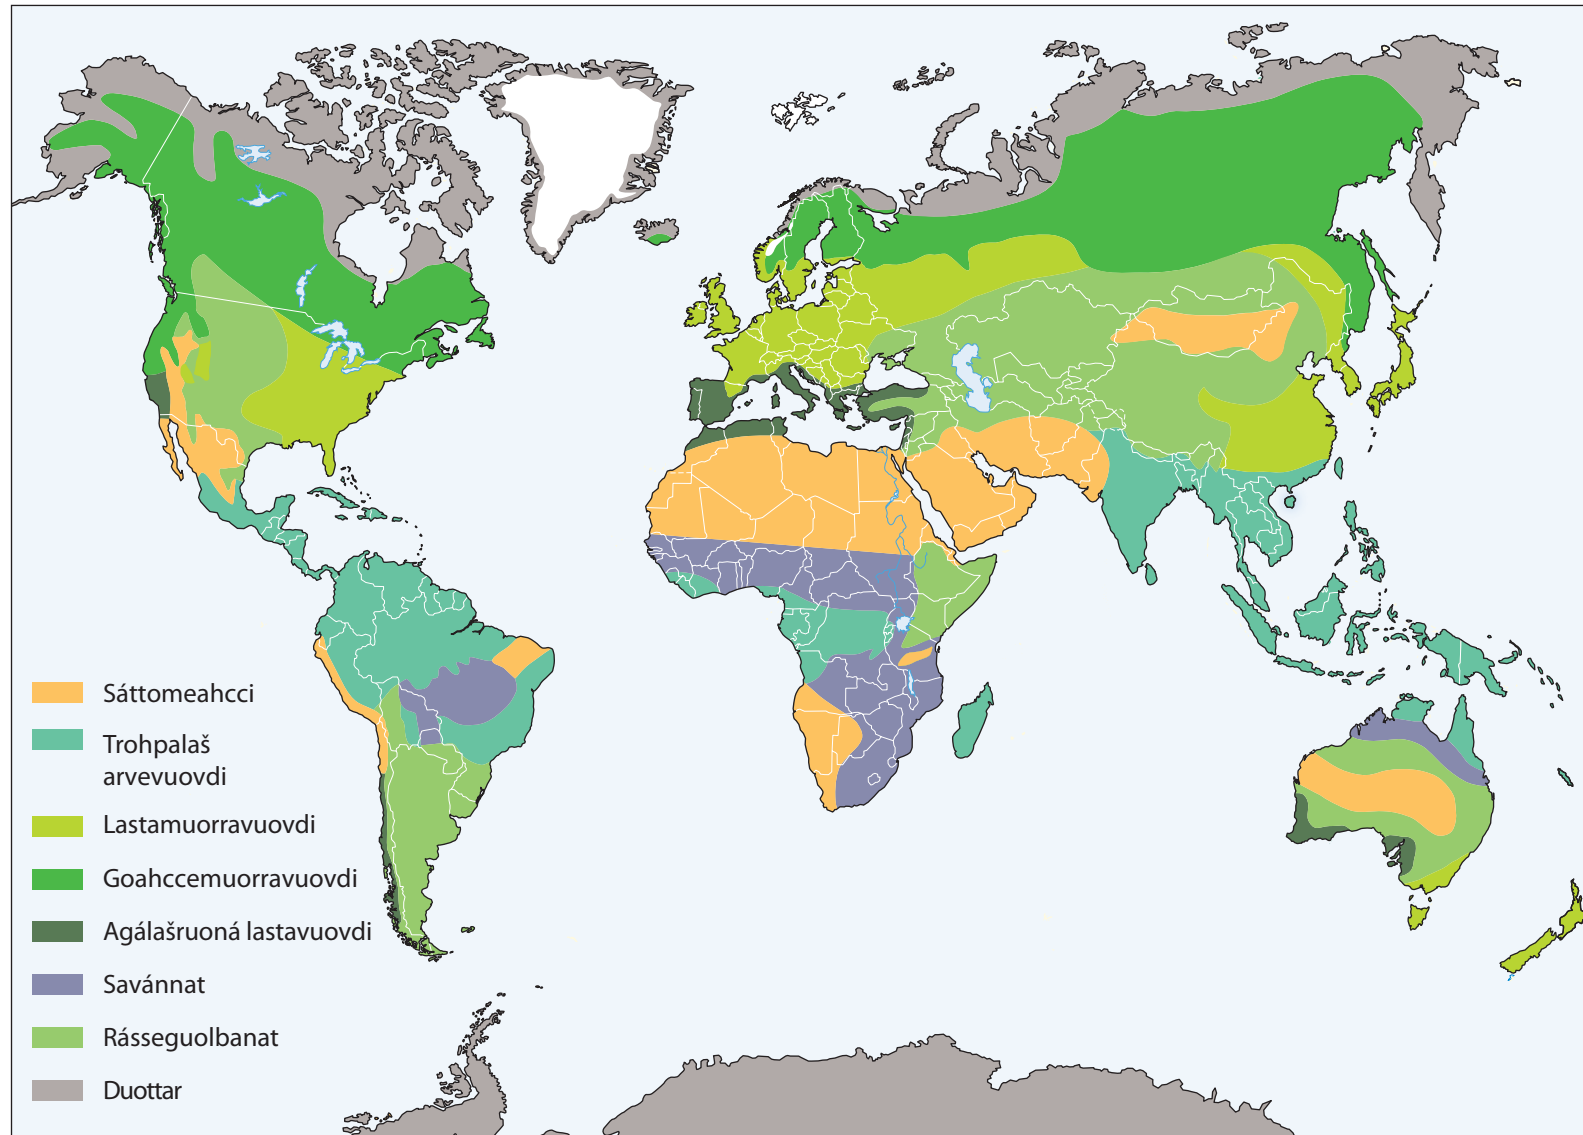 Sáttomeahcci
Trohpalaš
arvevuovdi
Lastamuorravuovdi
Goahccemuorravuovdi
Agálašruoná lastavuovdi
Savánnat
Rásseguolbanat
Duottar